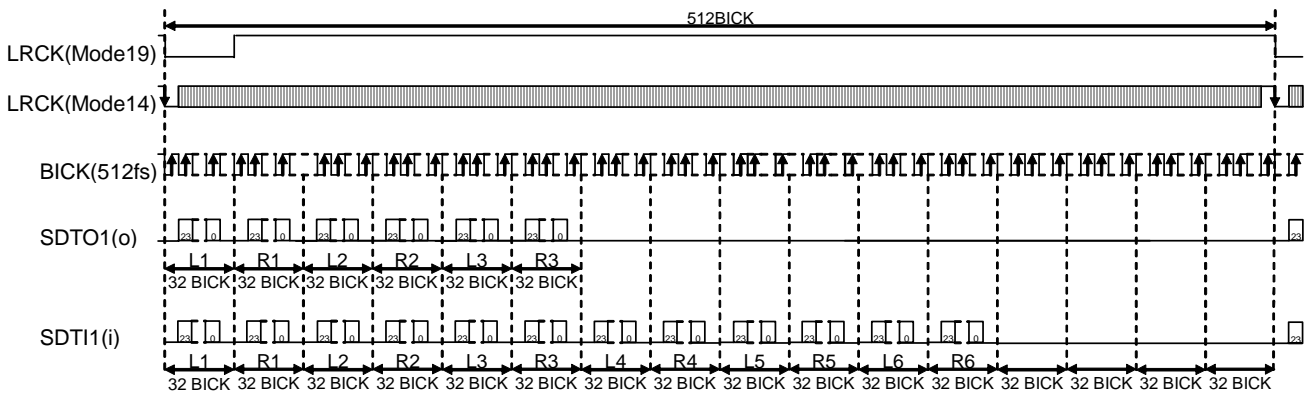 512BICK
LRCK(Mode19)
LRCK(Mode14)
BICK(512fs)
SDTO1(o)
23 0 23 0 23 0 23 0 23 0 23 0 23
L1 R1 L2 R2 L3 R3
32 BICK 32 BICK 32 BICK 32 BICK 32 BICK 32 BICK
SDTI1(i)
23 0 23 0 23 0 23 0 23 0 23 0 23 0 23 0 23 0 23 0 23 0 23 0 23
L1 R1 L2 R2 L3 R3 L4 R4 L5 R5 L6 R6
32 BICK 32 BICK 32 BICK 32 BICK 32 BICK 32 BICK 32 BICK 32 BICK 32 BICK 32 BICK 32 BICK 32 BICK 32 BICK 32 BICK 32 BICK 32 BICK